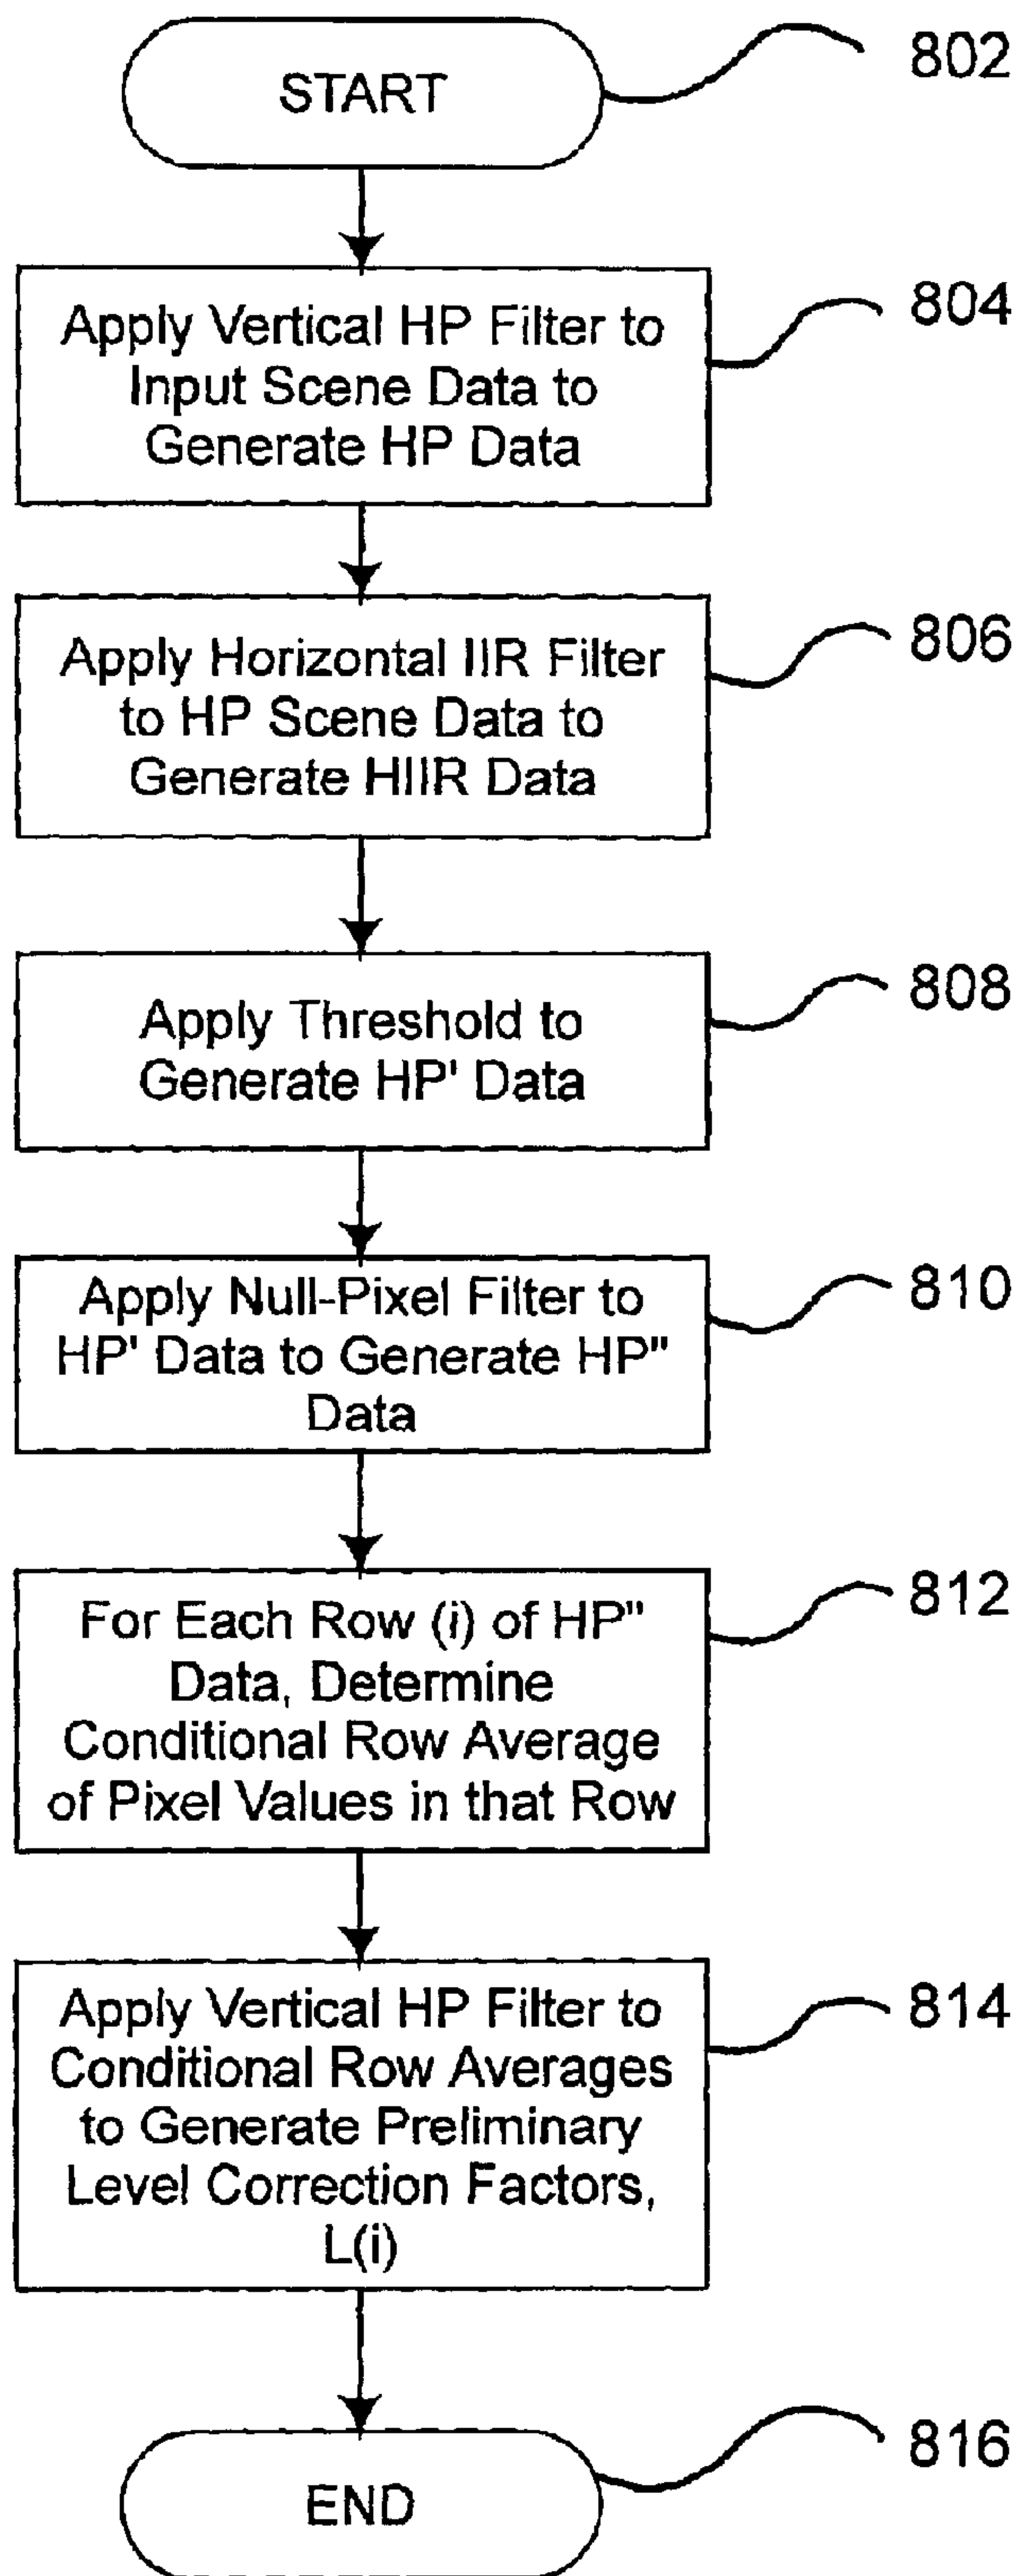 START
802
Apply Vertical HP Filter to
Input Scene Data to
Generate HP Data
804
Apply Horizontal IIR Filter
to HP Scene Data to
Generate HIIR Data
806
Apply Threshold to
Generate HP' Data
808
Apply Null-Pixel Filter to
HP' Data to Generate HP"
Data
810
For Each Row (i) of HP"
Data, Determine
Conditional Row Average
of Pixel Values in that Row
812
Apply Vertical HP Filter to
Conditional Row Averages
to Generate Preliminary
Level Correction Factors,
L(i)
814
END
816